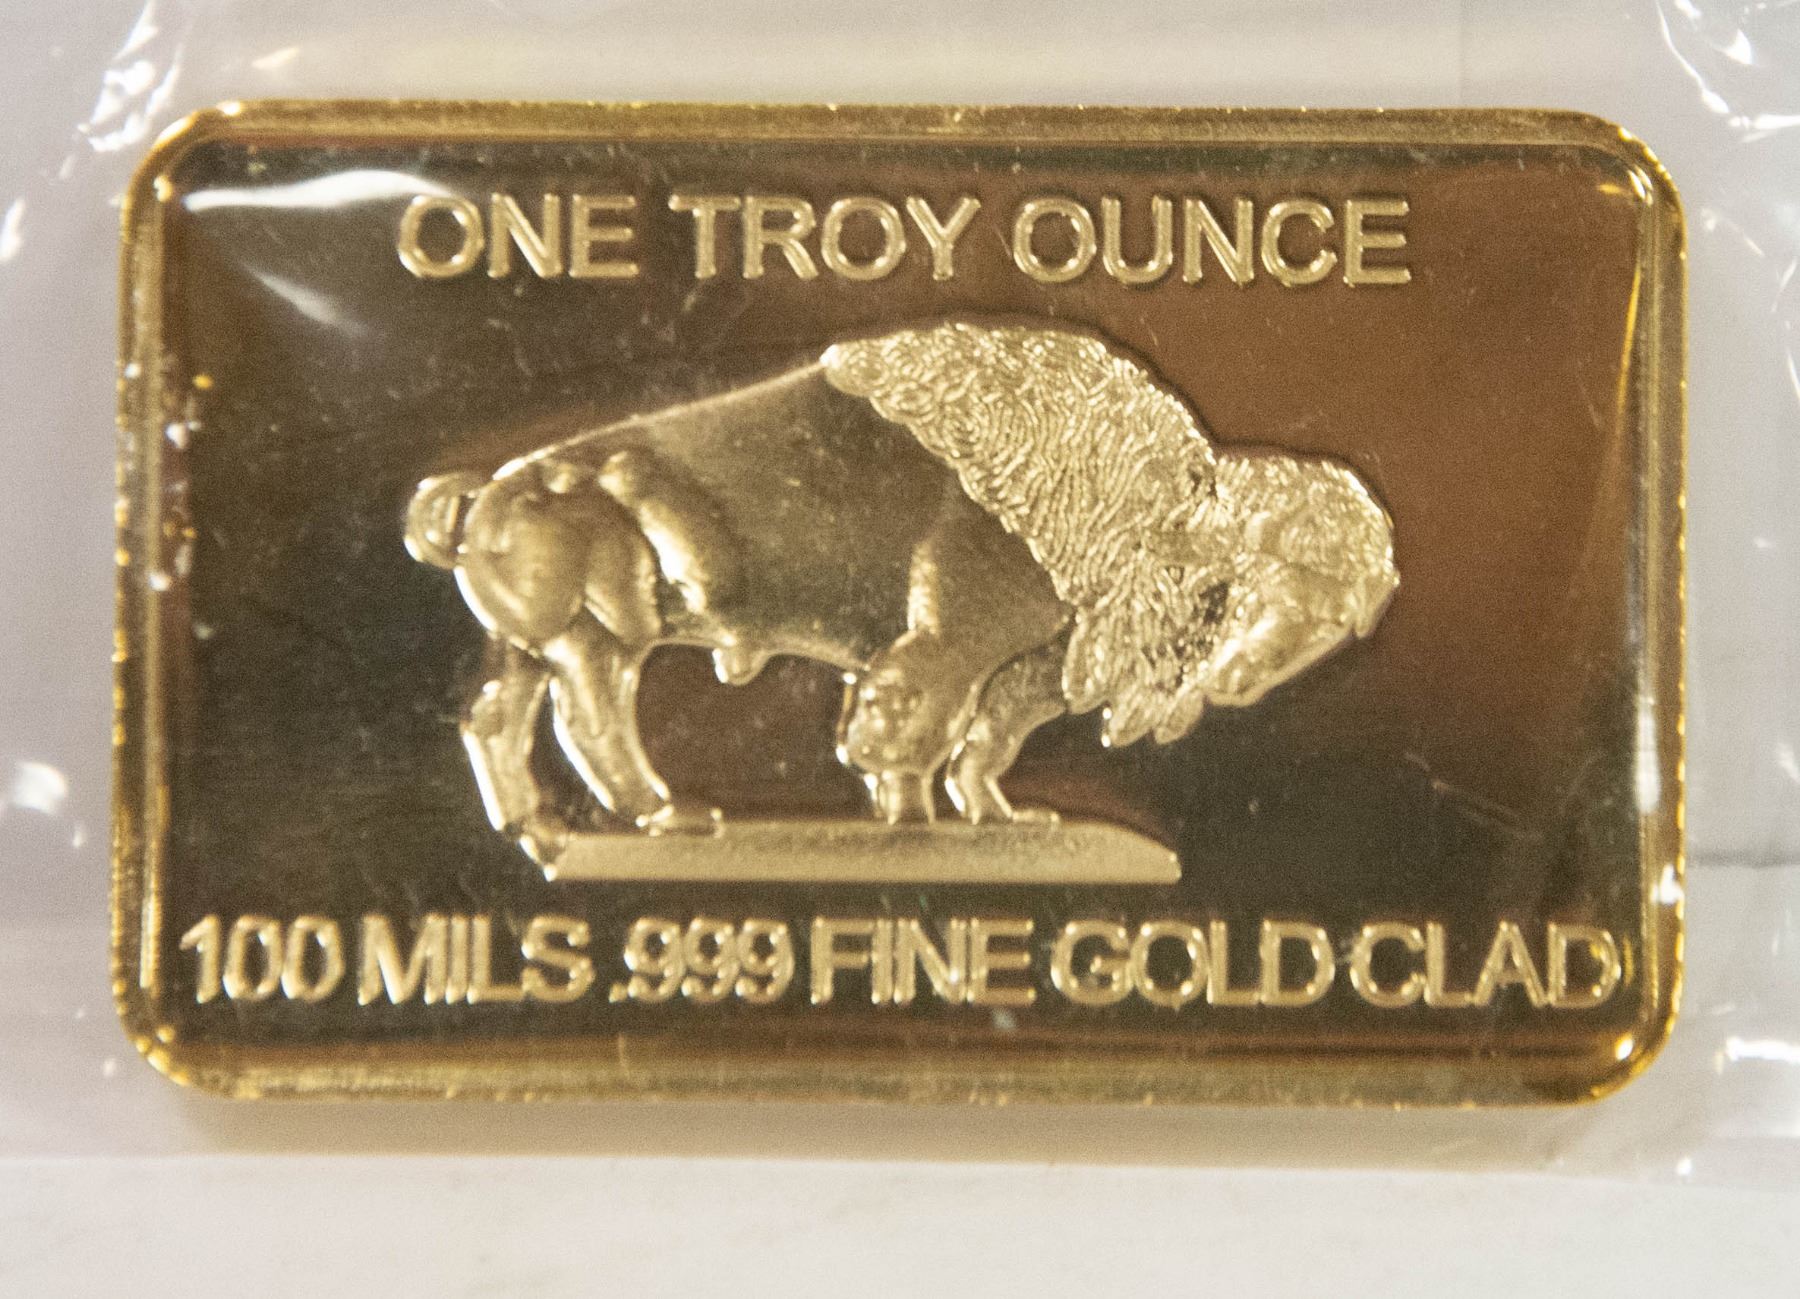 ONE TROY OUNCE
100 MILS .999 FINE GOLD CLAD